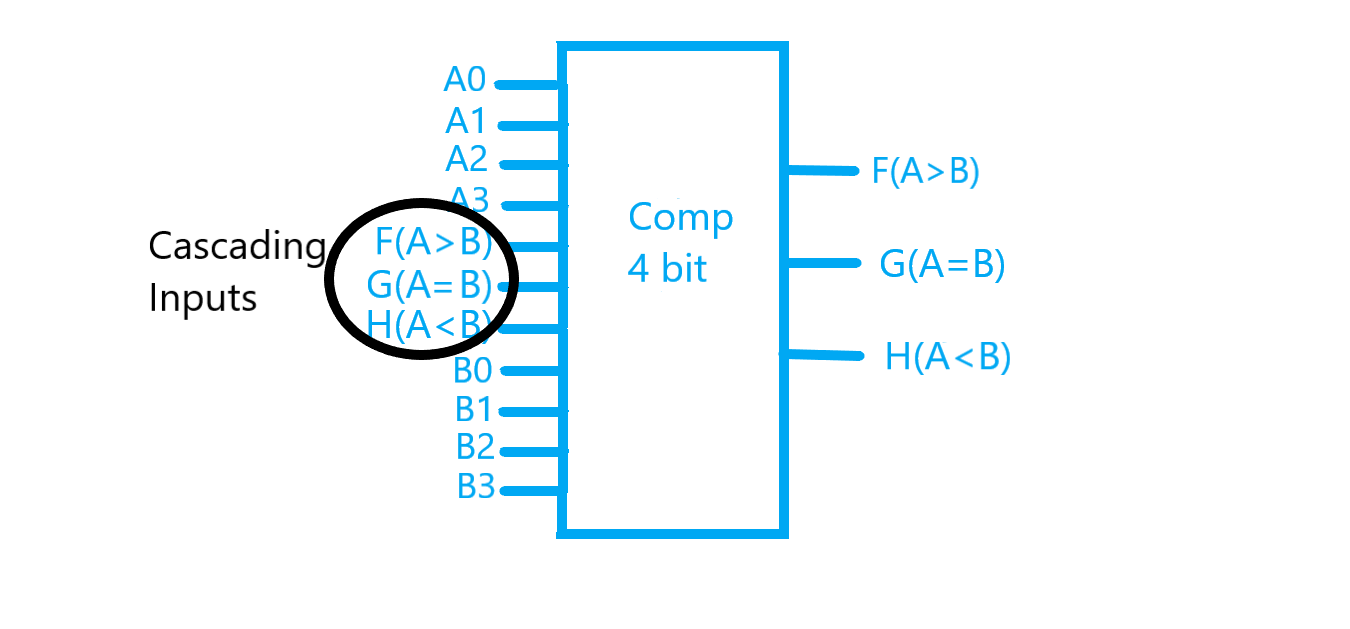 A0
A1
A2
A3
Cascading
Inputs
F(A>B)
G(A=B)
H(A<B)
B0
B1
B2
B3
Comp
4 bit
F(A>B)
G(A=B)
H(A<B)